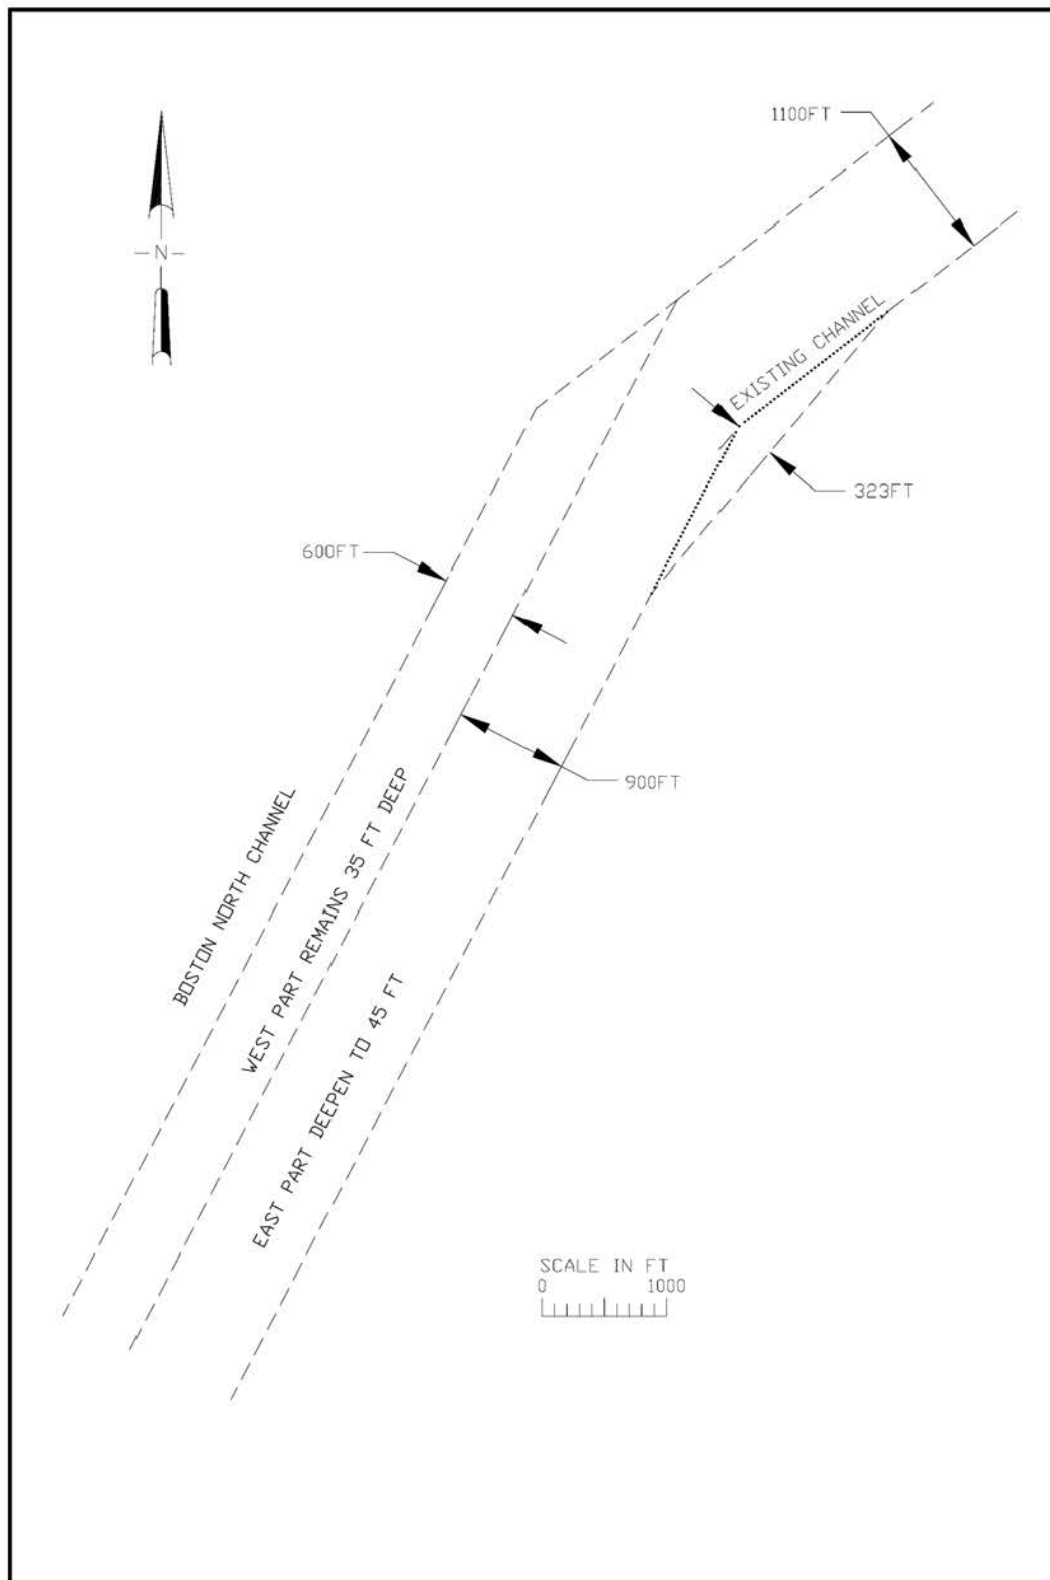 1100FT
-N-
EXISTING CHANNEL
323FT
600FT
900FT
BOSTON NORTH CHANNEL
WEST PART REMAINS 35 FT DEEP
EAST PART DEEPEN TO 45 FT
SCALE IN FT
0 1000